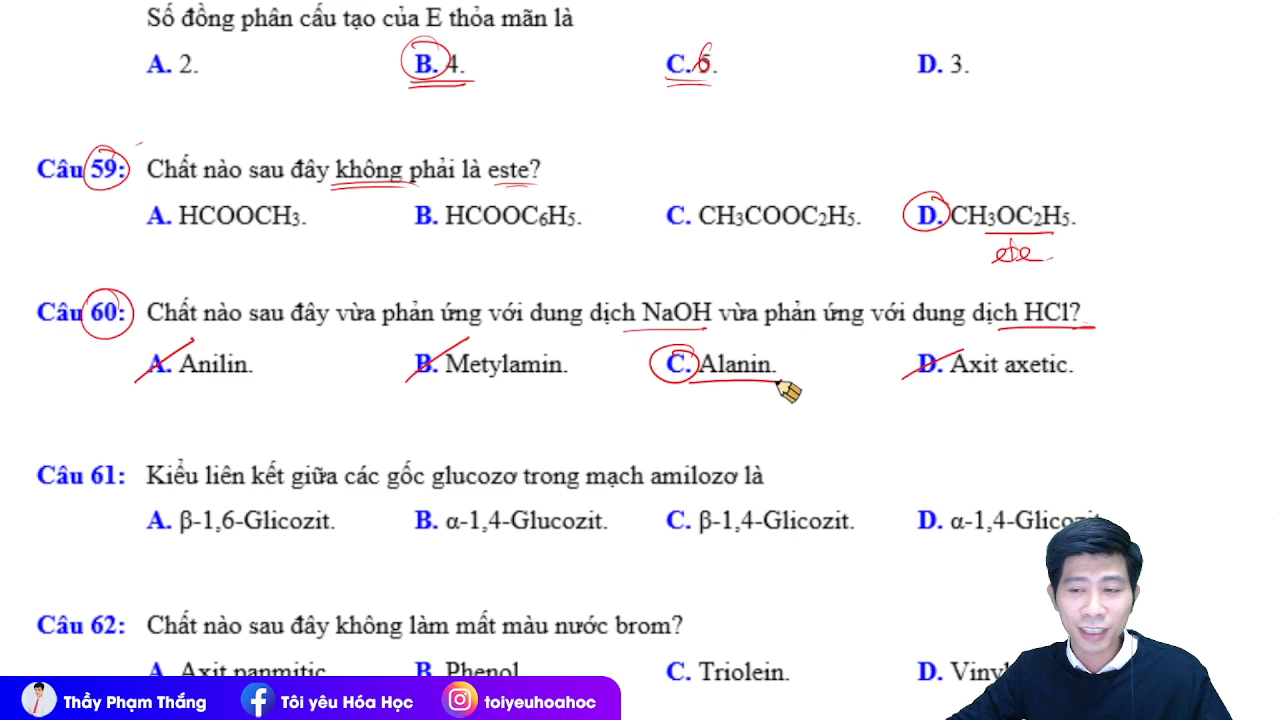 Số đồng phân cấu tạo của E thỏa mãn là
A. 2. B. 4. C. 6. D. 3.
Câu 59: Chất nào sau đây không phải là este?
A. HCOOCH3. B. HCOOC6H5. C. CH3COOC2H5. D. CH3OC2H5.
ete
Câu 60: Chất nào sau đây vừa phản ứng với dung dịch NaOH vừa phản ứng với dung dịch HCl?
A. Anilin. B. Metylamin. C. Alanin. D. Axit axetic.
Câu 61: Kiểu liên kết giữa các gốc glucozơ trong mạch amilozơ là
A. β-1,6-Glicozit. B. α-1,4-Glucozit. C. β-1,4-Glicozit. D. α-1,4-Glicozit.
Câu 62: Chất nào sau đây không làm mất màu nước brom?
A. Axit panmitic B. Phenol C. Triolein. D. Viny
Thầy Phạm Thắng Tôi yêu Hóa Học toiyeuhoahoc